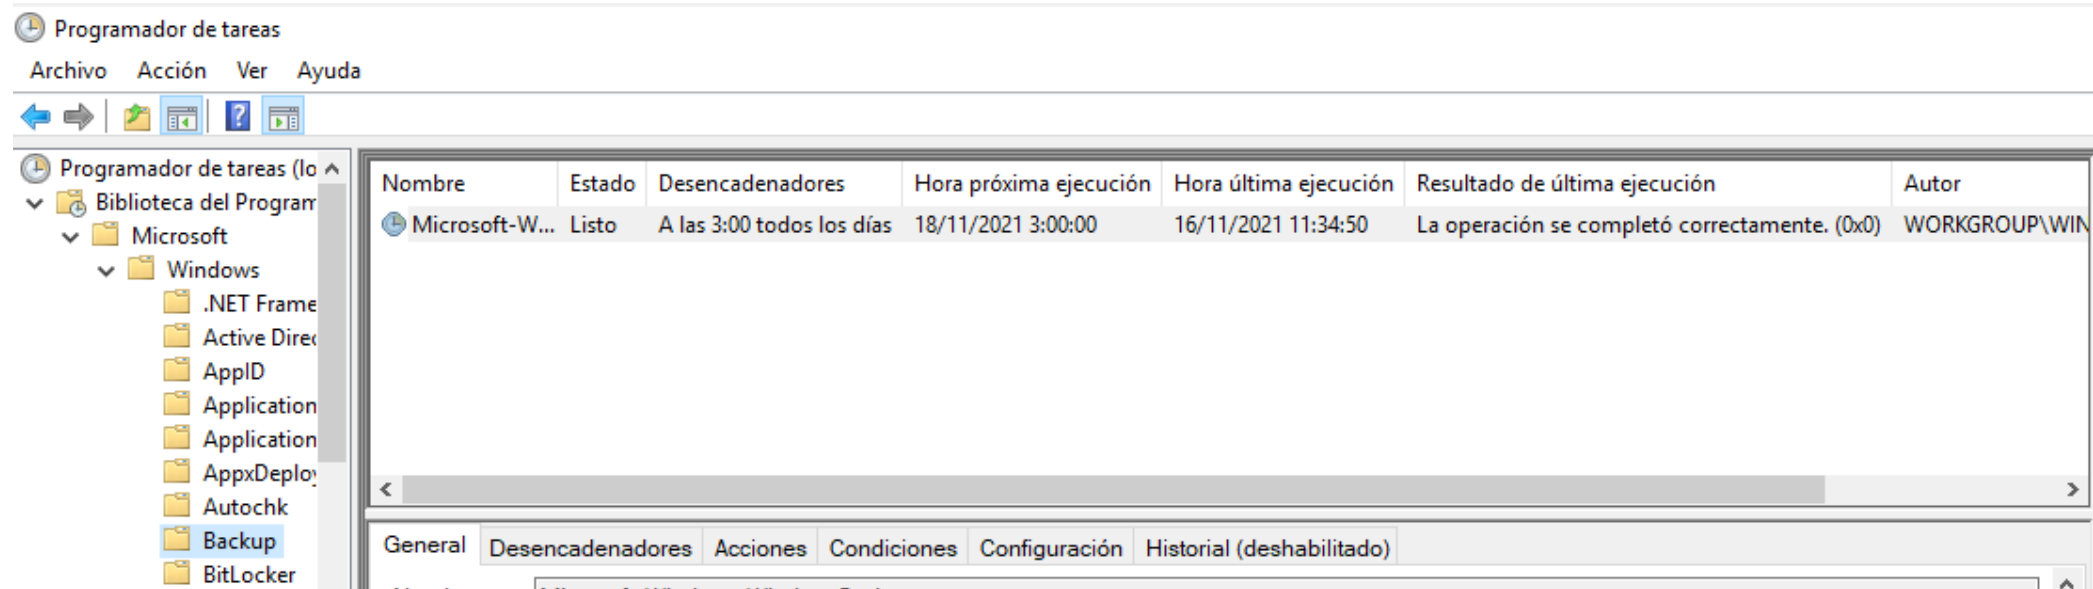 Programador de tareas
Archivo Acción Ver Ayuda
Programador de tareas (lo
Biblioteca del Program
Microsoft
Windows
.NET Frame
Active Direc
AppID
Application
Application
AppxDeploy
Autochk
Backup
BitLocker
Nombre Estado Desencadenadores Hora próxima ejecución Hora última ejecución Resultado de última ejecución Autor
Microsoft-W... Listo A las 3:00 todos los días 18/11/2021 3:00:00 16/11/2021 11:34:50 La operación se completó correctamente. (0x0) WORKGROUP\WIN
General Desencadenadores Acciones Condiciones Configuración Historial (deshabilitado)